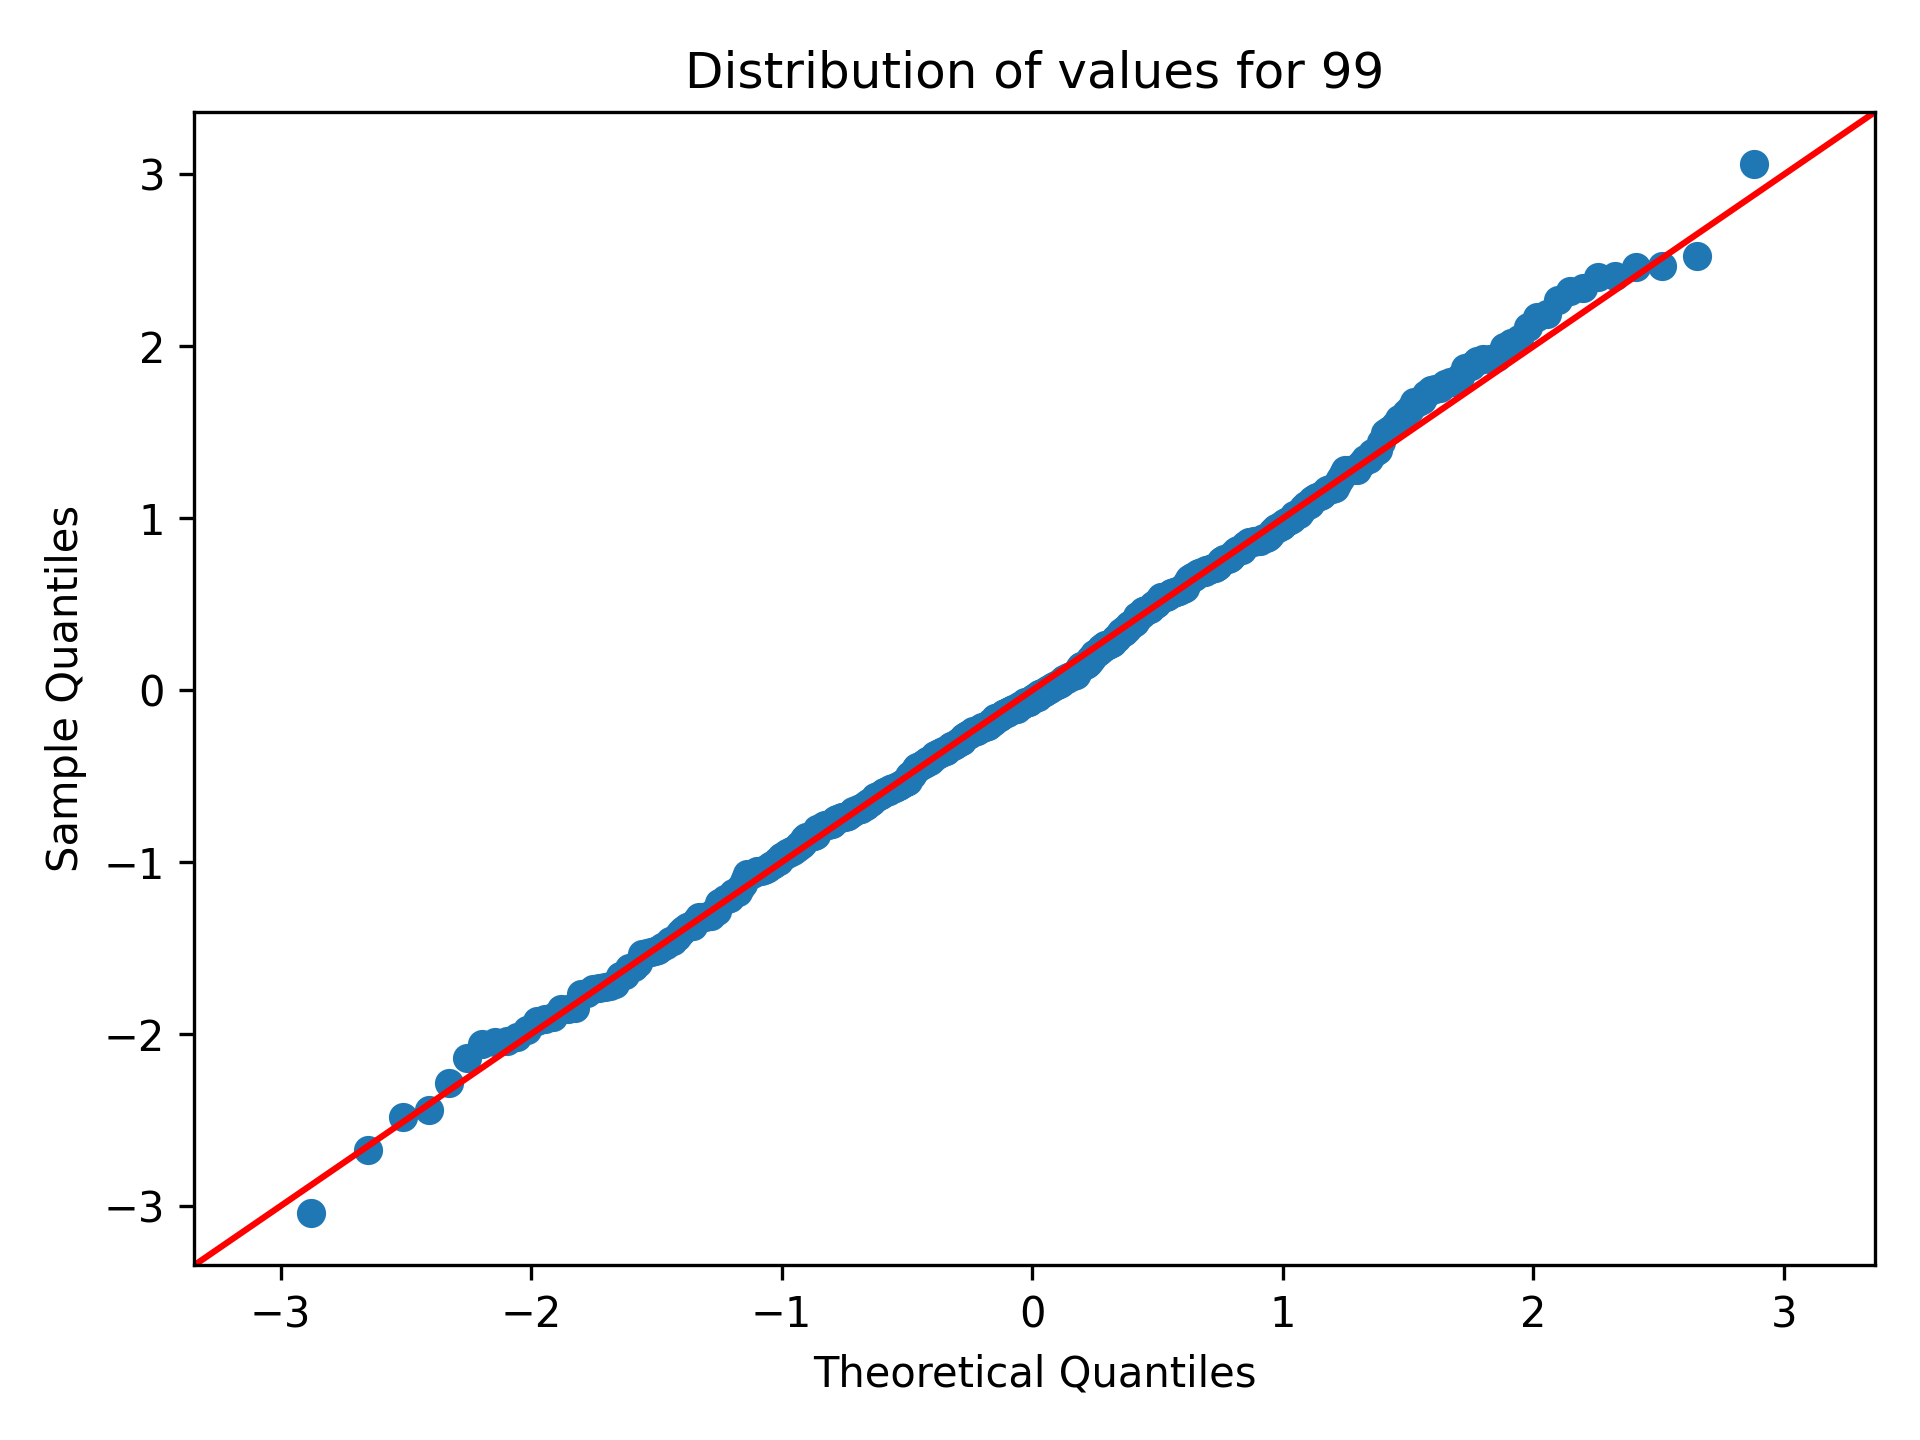 Distribution of values for 99
3
2
1
0
−1
−2
−3
Sample Quantiles
−3 −2 −1 0 1 2 3
Theoretical Quantiles